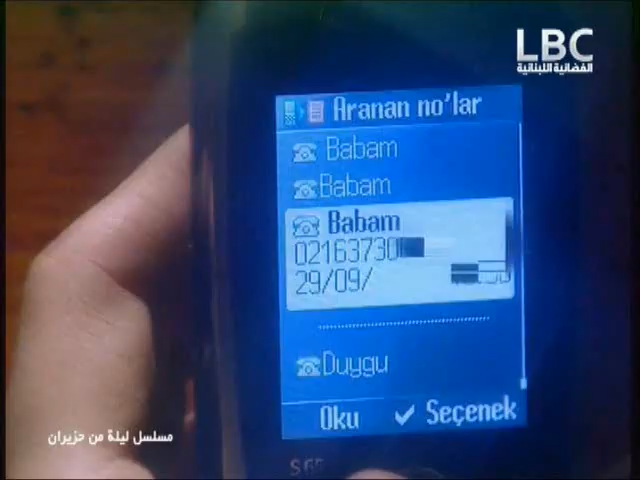 LBC
الفضائية اللبنانية
Aranan no'lar
Babam
Babam
Babam
02163730
29/09/
Duygu
Oku
Seçenek
مسلسل ليلة من حزيران